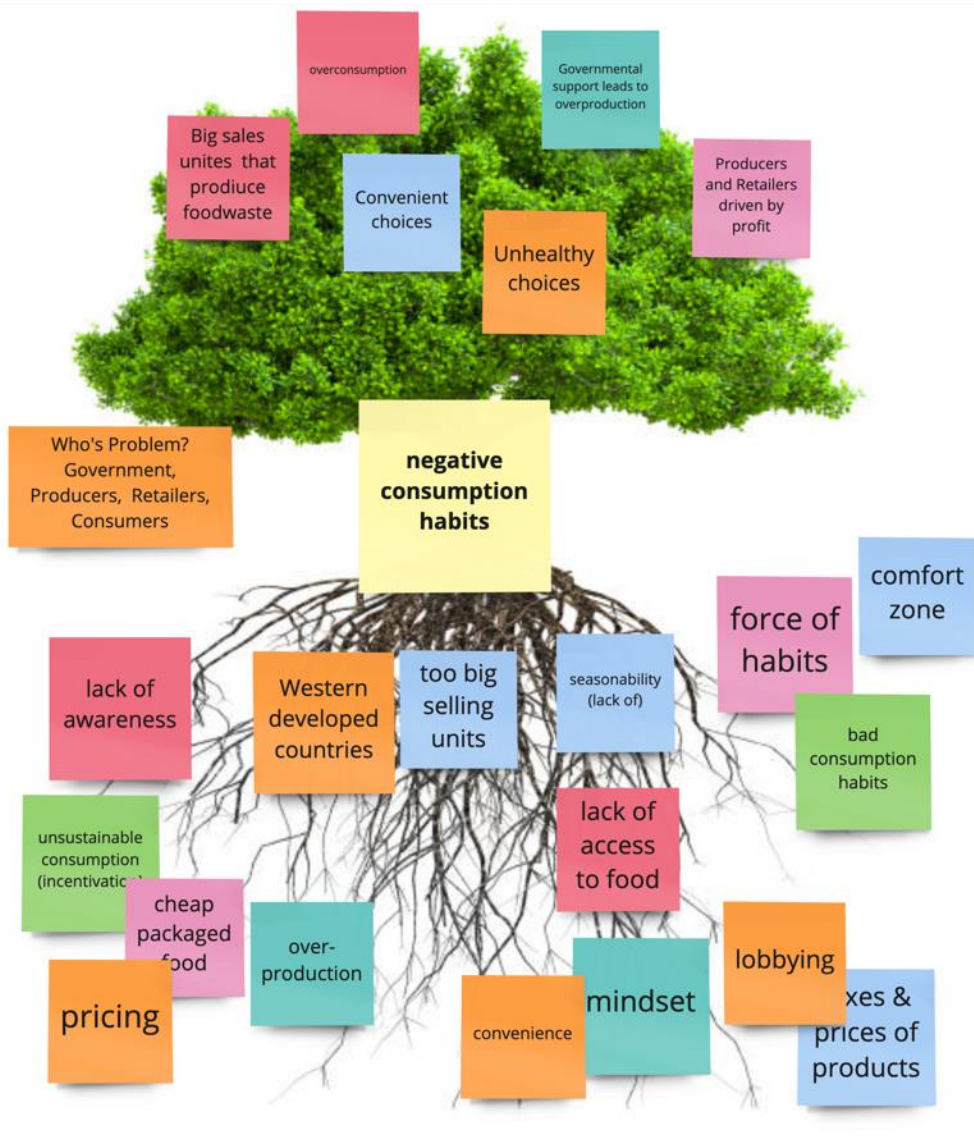 overconsumption
Governmental
support leads to
overproduction
Big sales
unites that
prodiuce
foodwaste
Convenient
choices
Producers
and Retailers
driven by
profit
Unhealthy
choices
Who's Problem?
Government,
Producers, Retailers,
Consumers
negative
consumption
habits
comfort
zone
force of
habits
lack of
awareness
Western
developed
countries
too big
selling
units
seasonability
(lack of)
bad
consumption
habits
unsustainable
consumption
lack of
access
to food
cheap
packaged
food
over-
production
pricing
convenience
mindset
lobbying
&
prices of
products